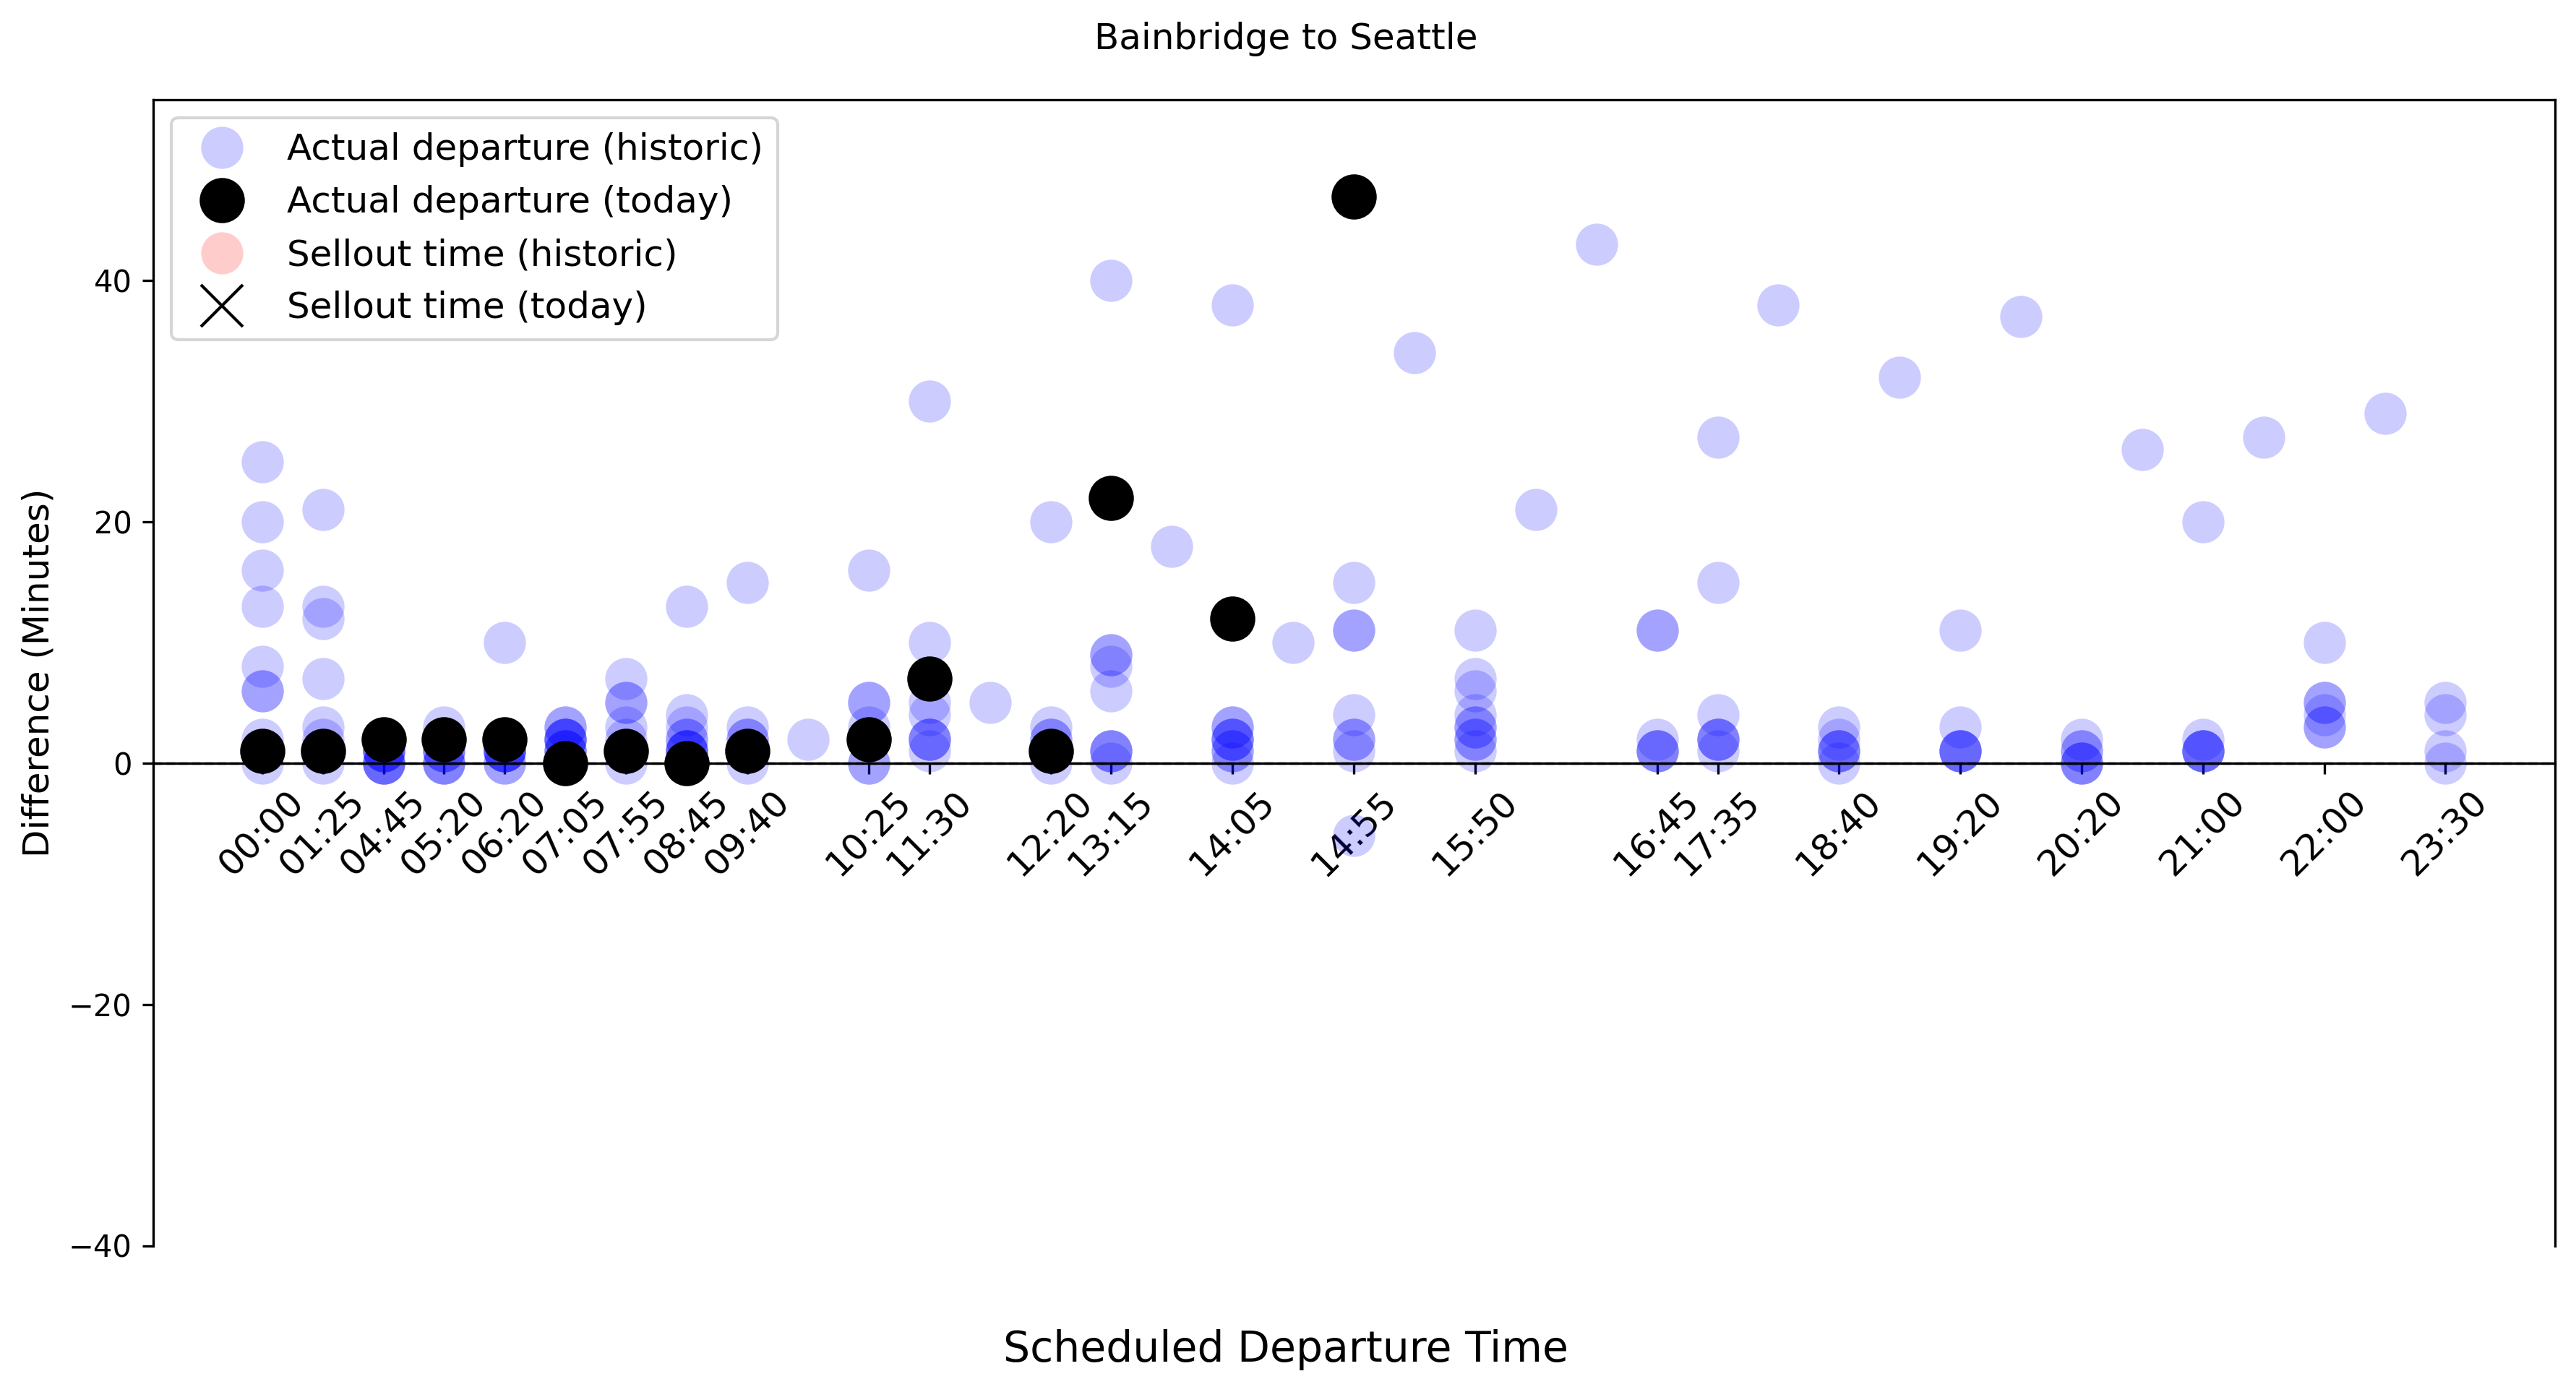 Bainbridge to Seattle
Actual departure (historic)
Actual departure (today)
Sellout time (historic)
Sellout time (today)
Difference (Minutes)
40
20
0
−20
−40
00:00 01:25 04:45 05:20 06:20 07:05 07:55 08:45 09:40 10:25 11:30 12:20 13:15 14:05 14:55 15:50 16:45 17:35 18:40 19:20 20:20 21:00 22:00 23:30
Scheduled Departure Time